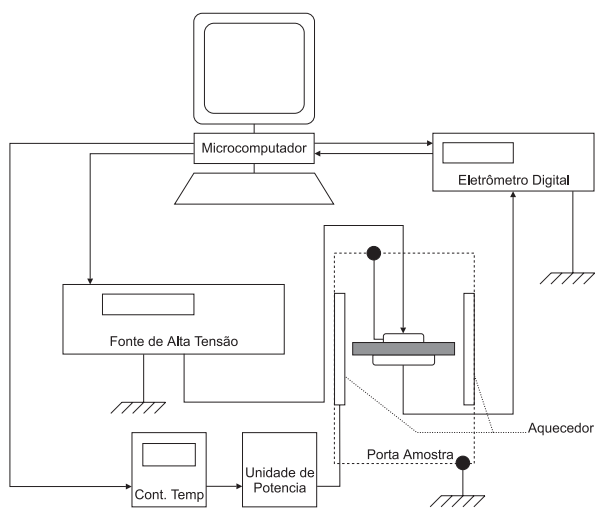 Microcomputador
Eletrômetro Digital
Fonte de Alta Tensão
Aquecedor
Porta Amostra
Unidade de
Potencia
Cont. Temp